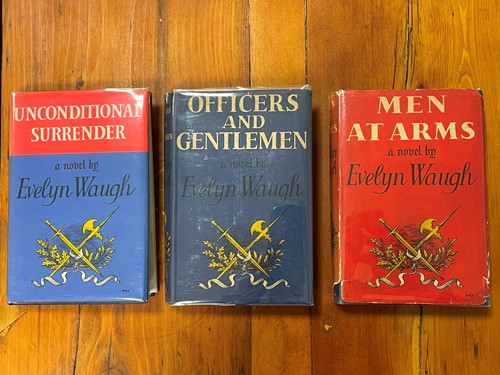 UNCONDITIONAL
SURRENDER
a novel by
Evelyn Waugh
OFFICERS
AND
GENTLEMEN
a novel by
Evelyn Waugh
MEN
AT ARMS
a novel by
Evelyn Waugh